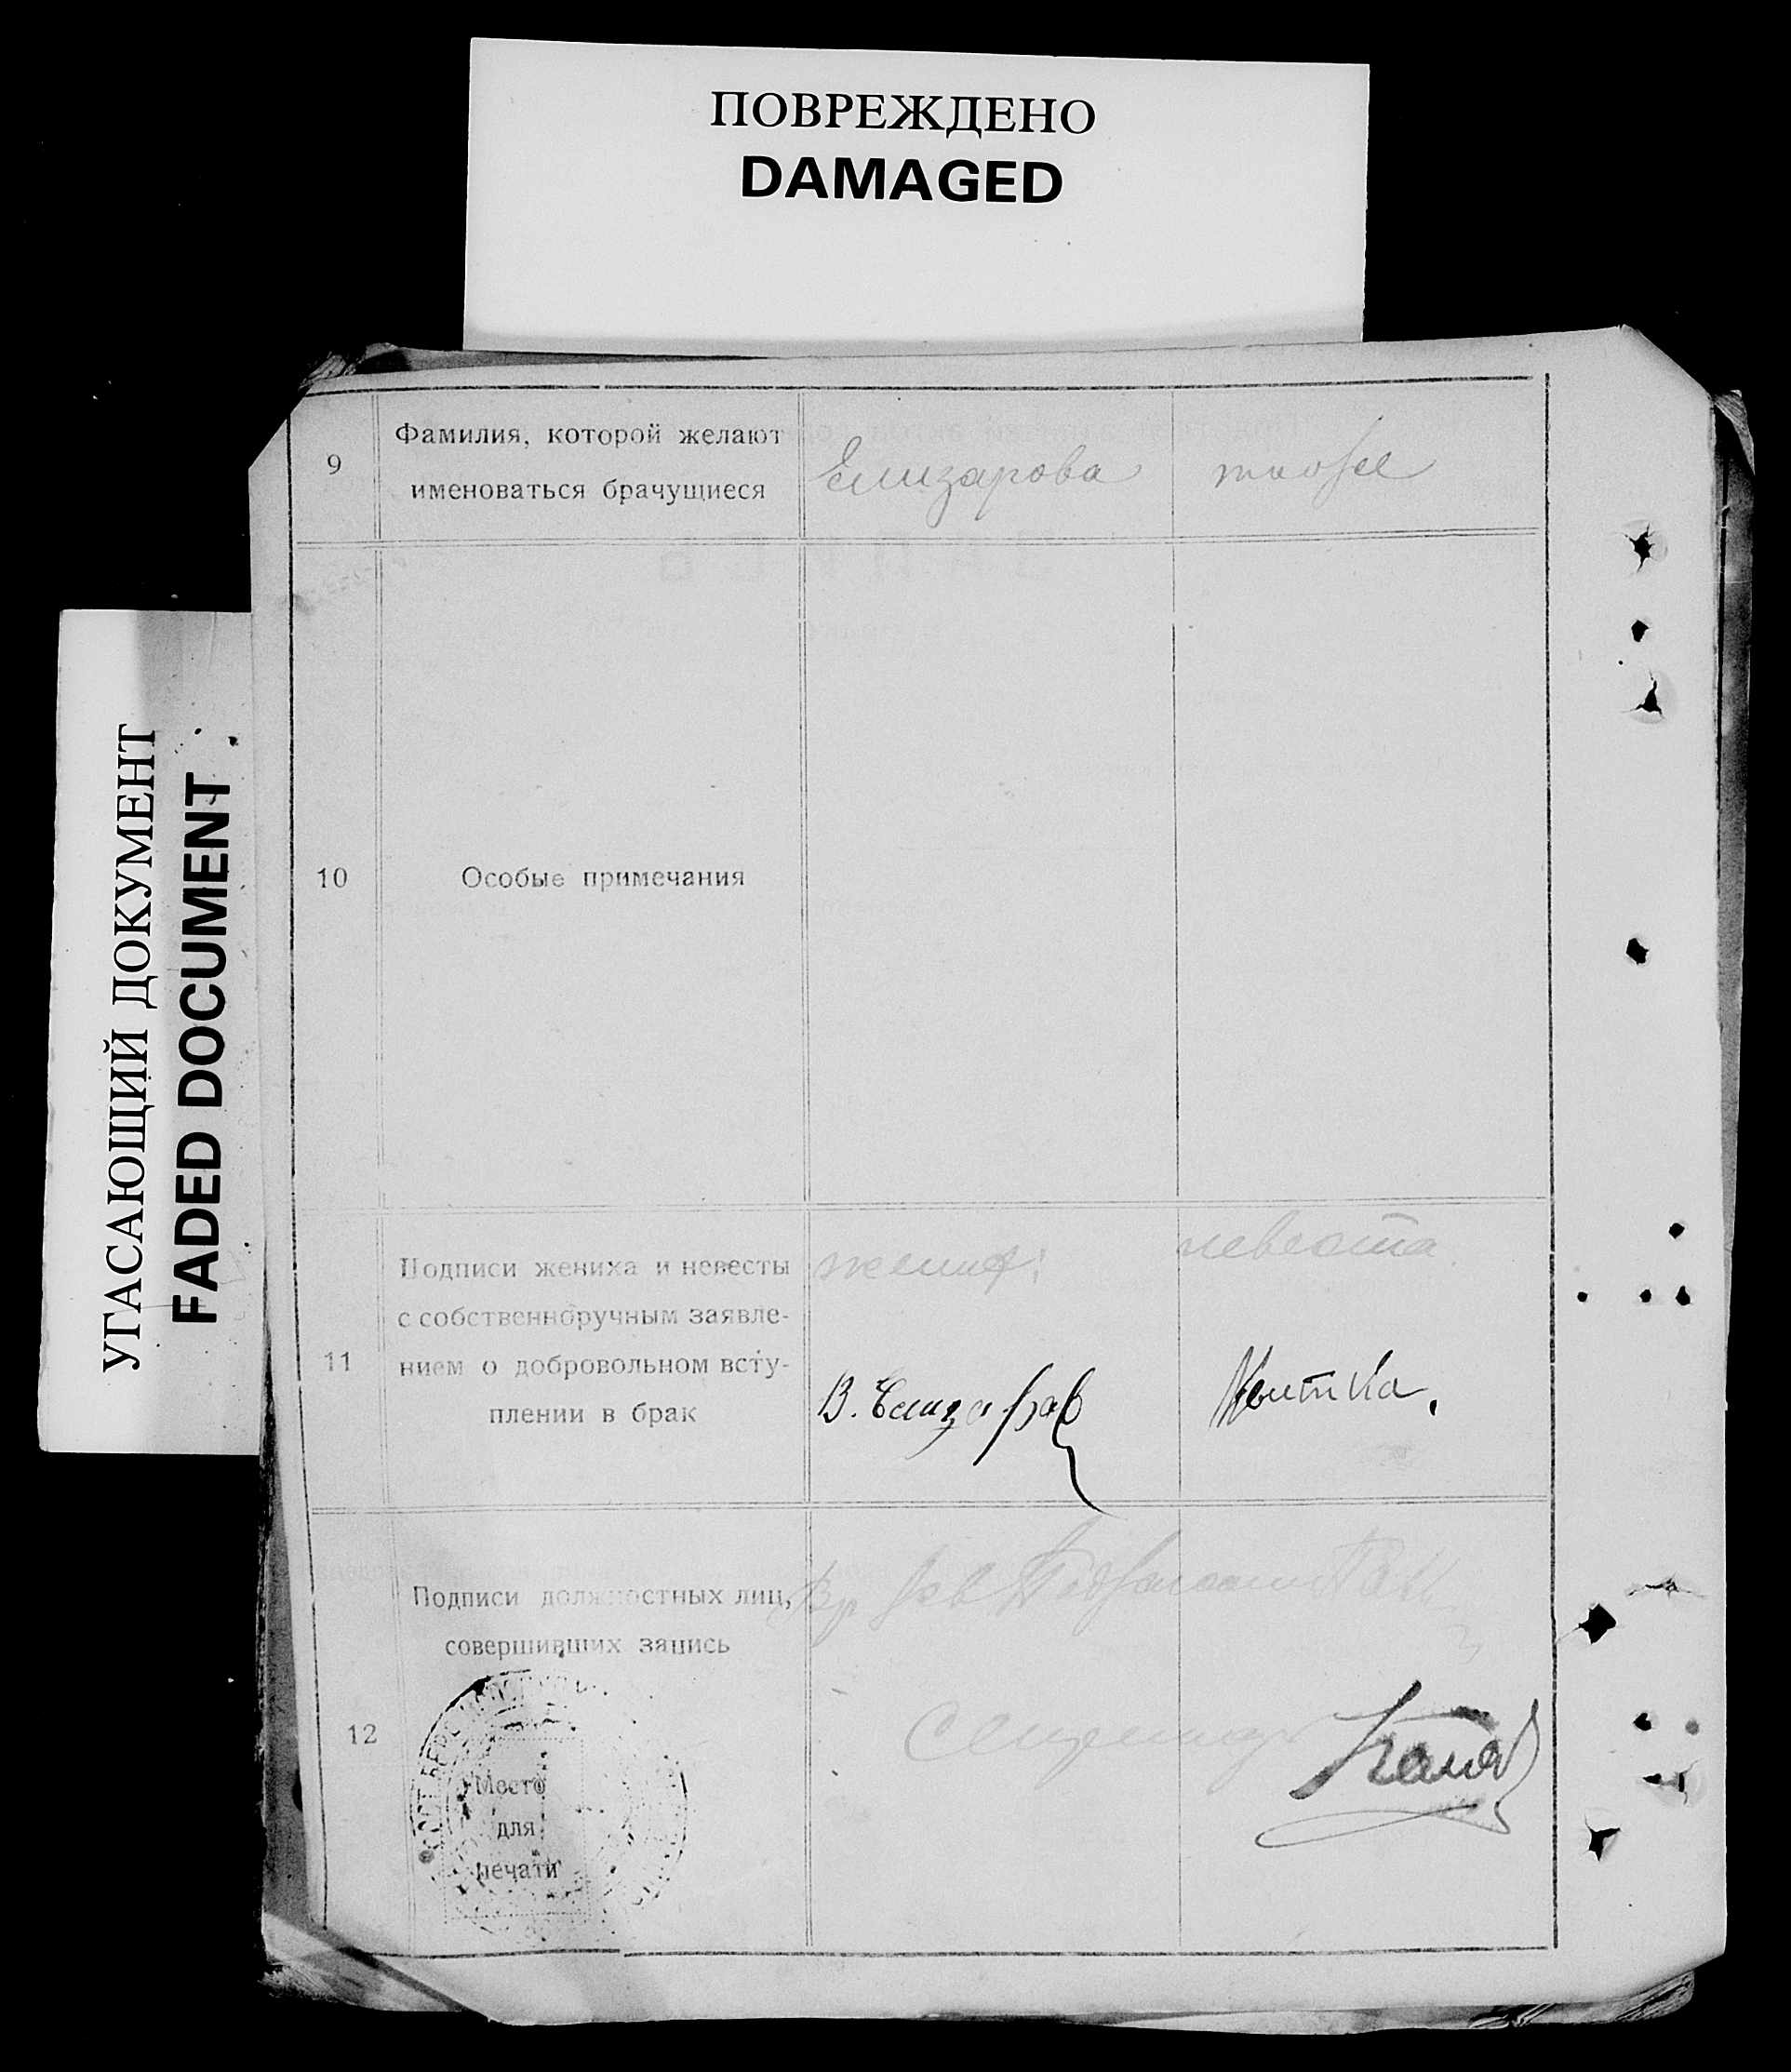 ПОВРЕЖДЕНО
DAMAGED
УГАСАЮЩИЙ ДОКУМЕНТ
FADED DOCUMENT
9
Фамилия, которой желают
именоваться брачущиеся
Елизарова
тоже
10
Особые примечания
11
Подписи жениха и невесты
с собственноручным заявле-
нием о добровольном всту-
плении в брак
жених:
невеста
В. Елизаров
12
Подписи должностных лиц,
совершивших запись
Место
для
печати